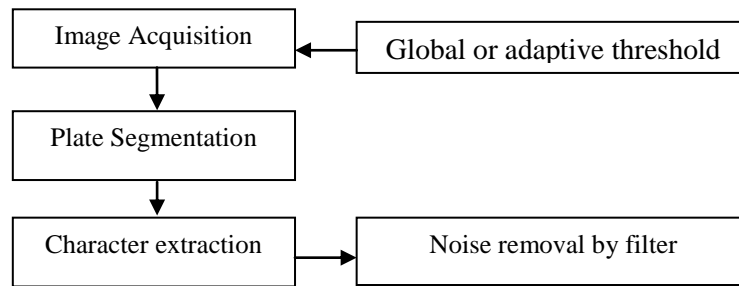 Image Acquisition
Global or adaptive threshold
Plate Segmentation
Character extraction
Noise removal by filter